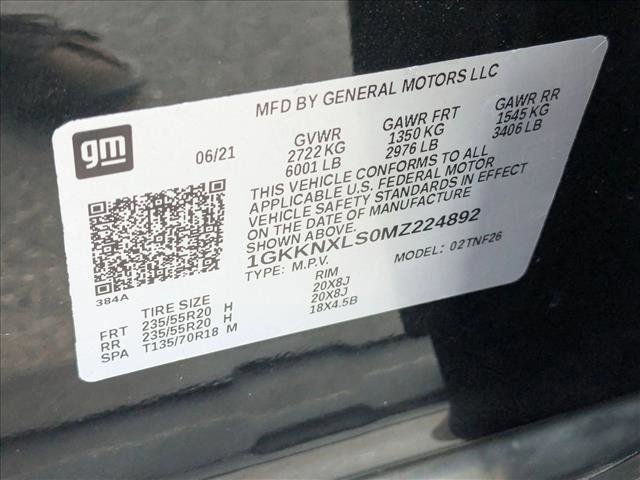 MFD BY GENERAL MOTORS LLC
gm
06/21
GVWR GAWR FRT GAWR RR
2722 KG 1350 KG 1545 KG
6001 LB 2976 LB 3406 LB
THIS VEHICLE CONFORMS TO ALL
APPLICABLE U.S. FEDERAL MOTOR
VEHICLE SAFETY STANDARDS IN EFFECT
ON THE DATE OF MANUFACTURE
SHOWN ABOVE.
1GKKNXLS0MZ224892
TYPE: M.P.V. MODEL: 02TNF26
384A
TIRE SIZE RIM
FRT 235/55R20 H 20X8J
RR 235/55R20 H 20X8J
SPA T135/70R18 M 18X4.5B